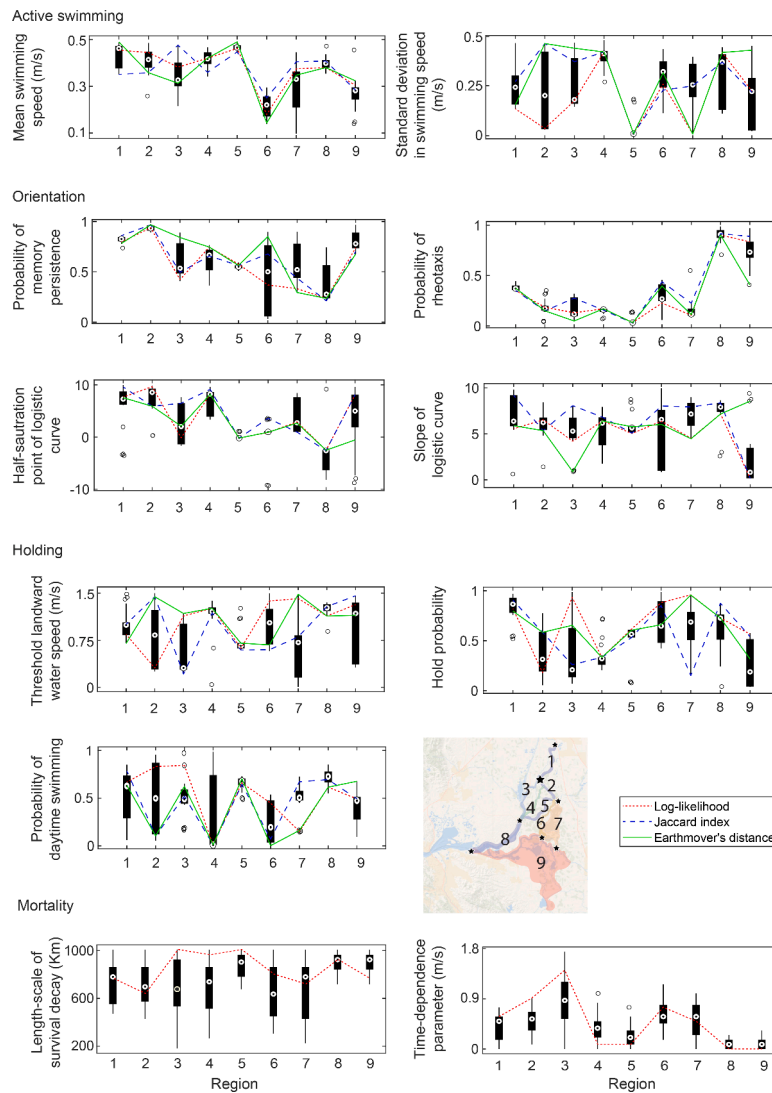 Active swimming
Mean swimming
speed (m/s)
0.5
0.3
0.1
1 2 3 4 5 6 7 8 9
Standard deviation
in swimming speed
(m/s)
0.5
0.25
0
1 2 3 4 5 6 7 8 9
Orientation
Probability of
memory
persistence
1
0.5
0
1 2 3 4 5 6 7 8 9
Probability of
rheotaxis
1
0.5
0
1 2 3 4 5 6 7 8 9
Half-sautration
point of logistic
curve
10
0
-10
1 2 3 4 5 6 7 8 9
Slope of
logistic curve
10
5
0
1 2 3 4 5 6 7 8 9
Holding
Threshold landward
water speed (m/s)
1.5
0.75
0
1 2 3 4 5 6 7 8 9
Hold probability
1
0.5
0
1 2 3 4 5 6 7 8 9
Probability of
daytime swimming
1
0.5
0
1 2 3 4 5 6 7 8 9
1
2
3
4
5
6
7
8
9
Log-likelihood
Jaccard index
Earthmover's distance
Mortality
Length-scale of
survival decay (Km)
1000
600
200
1 2 3 4 5 6 7 8 9
Region
Time-dependence
parameter (m/s)
1.8
0.9
0
1 2 3 4 5 6 7 8 9
Region